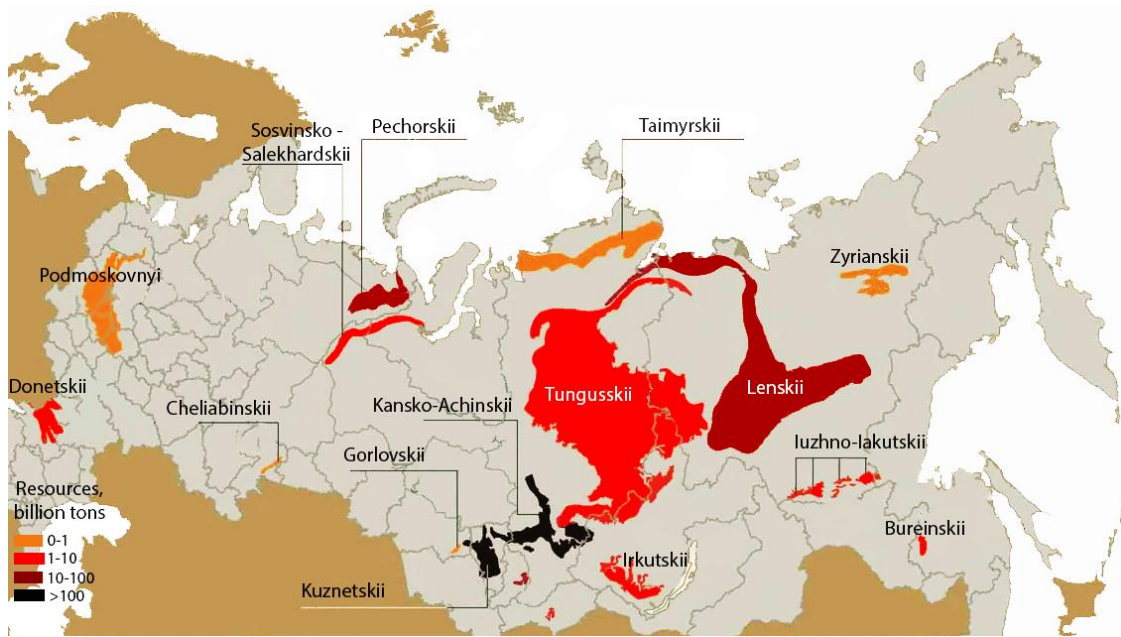 Sosvinsko -
Salekhardskii
Pechorskii
Taimyrskii
Podmoskovnyi
Zyrianskii
Donetskii
Cheliabinskii
Kansko-Achinskii
Tungusskii
Lenskii
Gorlovskii
Iuzhno-Iakutskii
Resources,
billion tons
0-1
1-10
10-100
>100
Bureinskii
Irkutskii
Kuznetskii